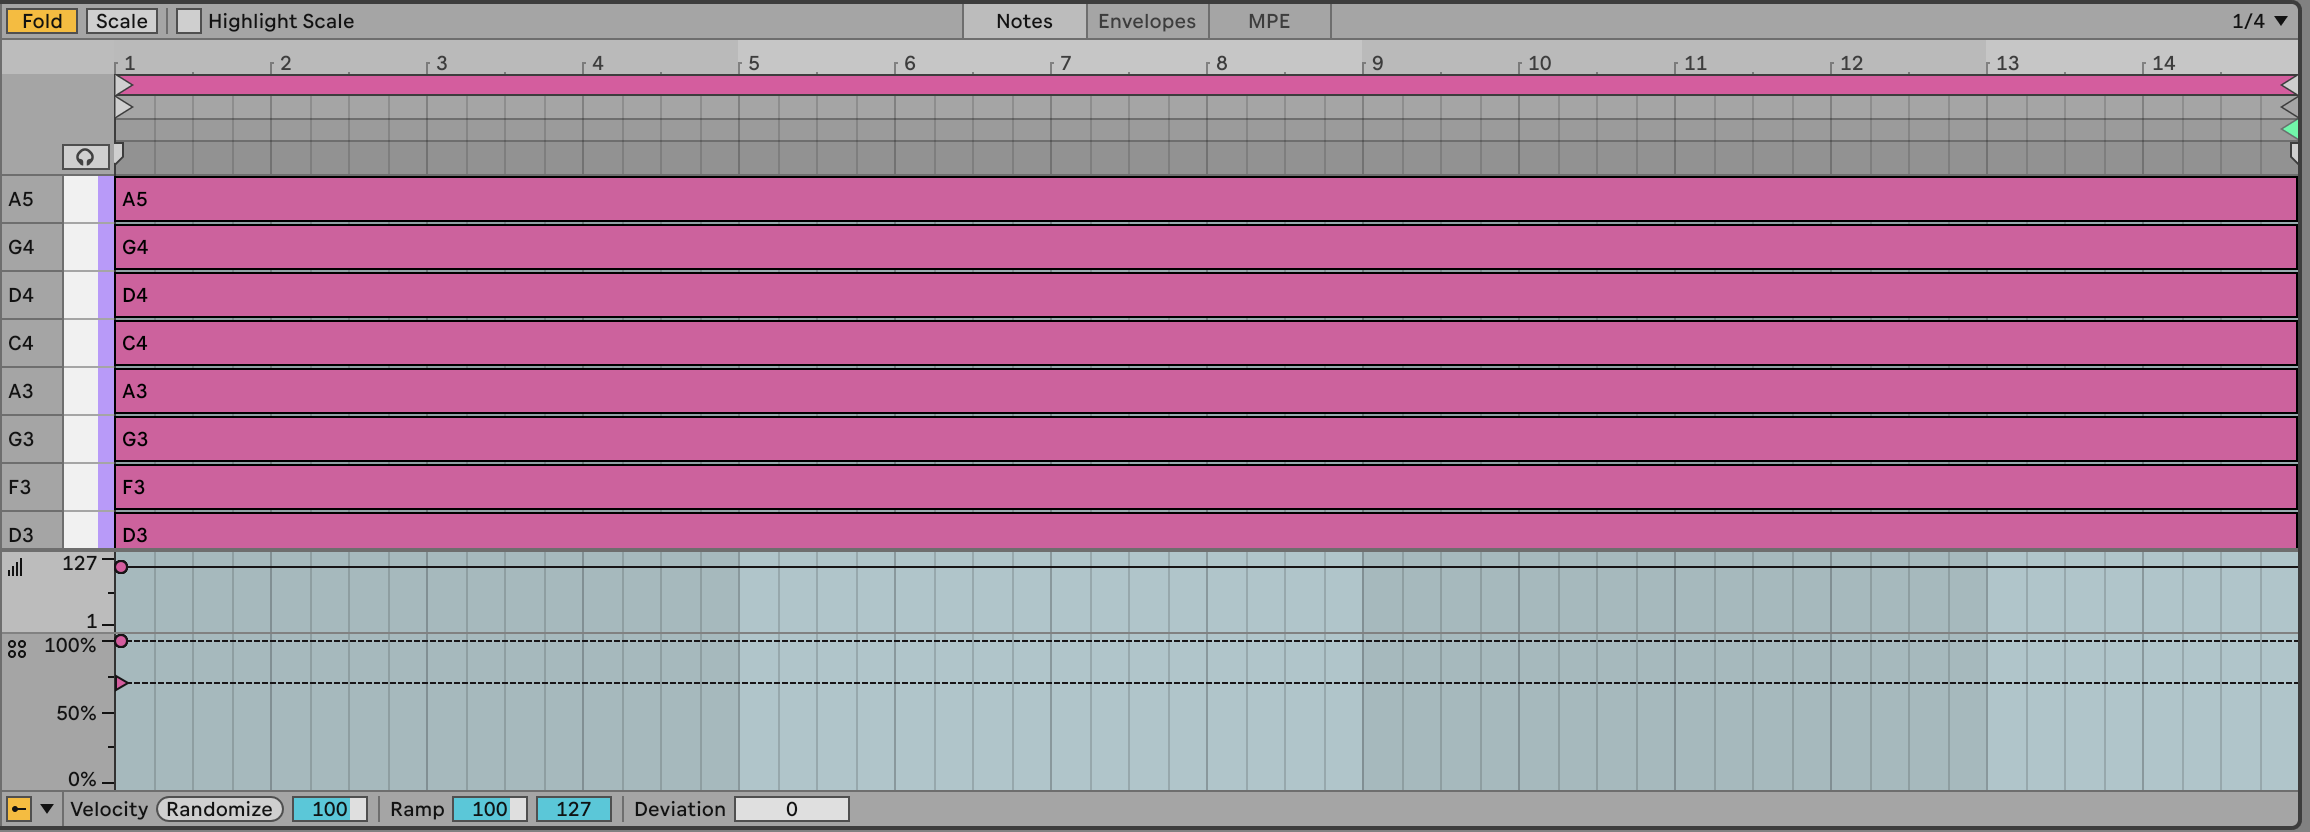 Fold Scale Highlight Scale Notes Envelopes MPE 1/4
1 2 3 4 5 6 7 8 9 10 11 12 13 14
A5 A5
G4 G4
D4 D4
C4 C4
A3 A3
G3 G3
F3 F3
D3 D3
127
1
100%
50%
0%
Velocity Randomize 100 Ramp 100 127 Deviation 0